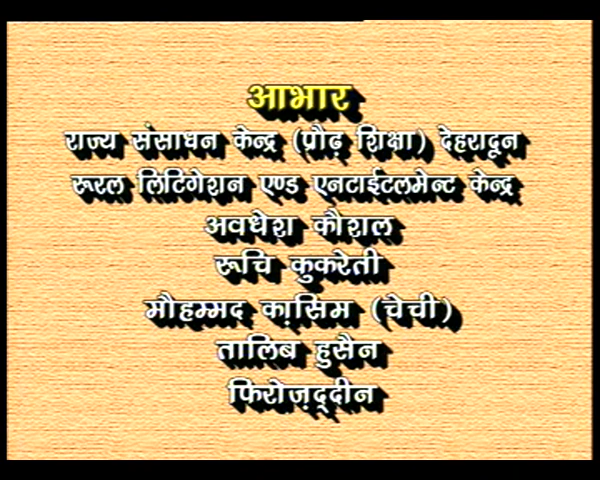 आभार
राज्य संसाधन केन्द्र (प्रौढ़ शिक्षा) देहरादून
रूरल लिटिगेशन एण्ड एनटाईटलमेन्ट केन्द्र
अवधेश कौशल
रूचि कुकरेती
मौहम्मद का़सिम (चेची)
तालिब हुसैन
फिरोज़द्दीन